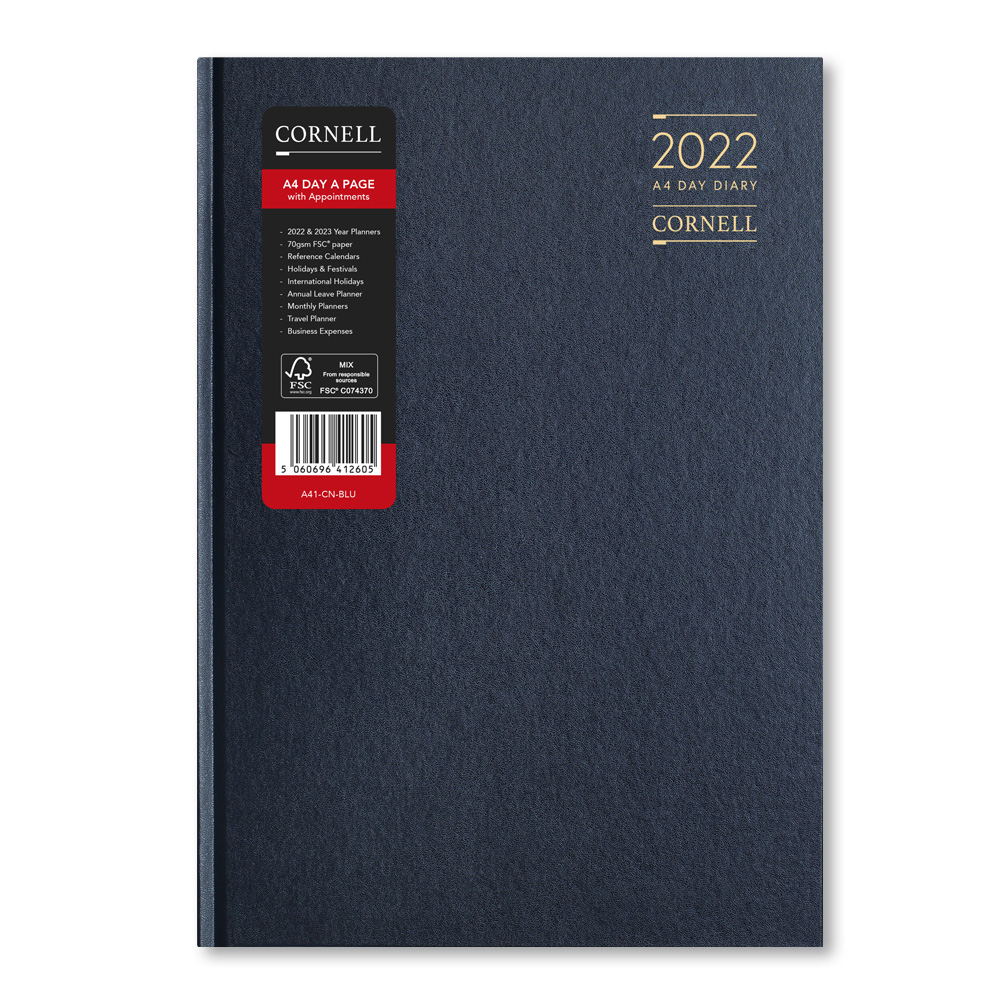 CORNELL
A4 DAY A PAGE
with Appointments
- 2022 & 2023 Year Planners
- 70gsm FSC® paper
- Reference Calendars
- Holidays & Festivals
- International Holidays
- Annual Leave Planner
- Monthly Planners
- Travel Planner
- Business Expenses
FSC
www.fsc.org
MIX
From responsible
sources
FSC® C074370
5 060696 412605
A41-CN-BLU
2022
A4 DAY DIARY
CORNELL